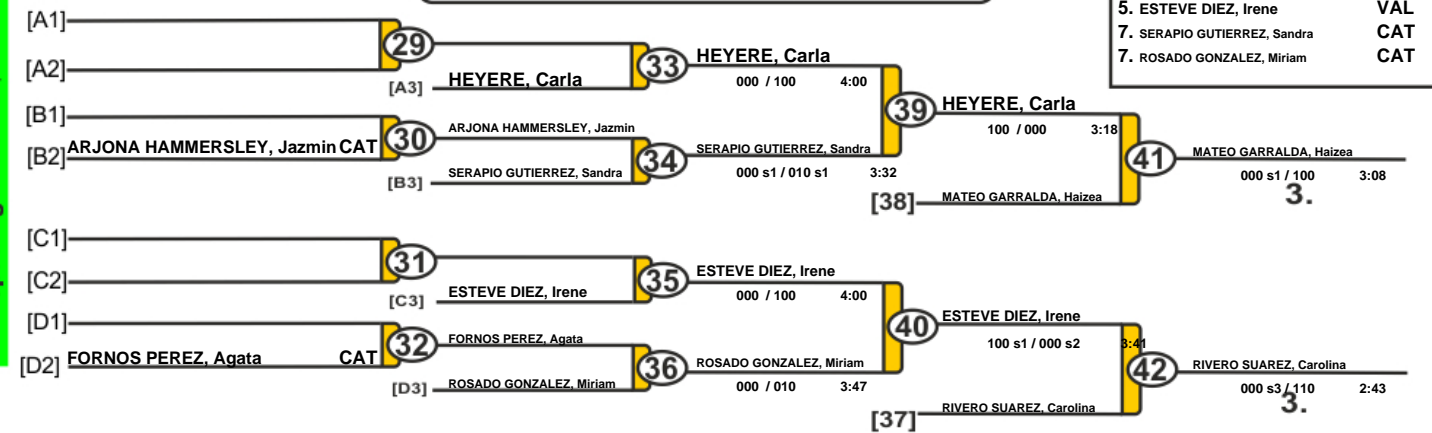 5. ESTEVE DIEZ, Irene VAL
7. SERAPIO GUTIERREZ, Sandra CAT
7. ROSADO GONZALEZ, Miriam CAT
[A1]
29
[A2]
[A3] HEYERE, Carla
33
HEYERE, Carla
000 / 100 4:00
[B1]
30
[B2] ARJONA HAMMERSLEY, Jazmin CAT
ARJONA HAMMERSLEY, Jazmin
34
[B3] SERAPIO GUTIERREZ, Sandra
SERAPIO GUTIERREZ, Sandra
000 s1 / 010 s1 3:32
39
HEYERE, Carla
100 / 000 3:18
[38] MATEO GARRALDA, Haizea
41
MATEO GARRALDA, Haizea
000 s1 / 100 3:08
3.
[C1]
31
[C2]
[C3] ESTEVE DIEZ, Irene
35
ESTEVE DIEZ, Irene
000 / 100 4:00
[D1]
32
[D2] FORNOS PEREZ, Agata CAT
FORNOS PEREZ, Agata
36
[D3] ROSADO GONZALEZ, Miriam
ROSADO GONZALEZ, Miriam
000 / 010 3:47
40
ESTEVE DIEZ, Irene
100 s1 / 000 s2 3:41
[37] RIVERO SUAREZ, Carolina
42
RIVERO SUAREZ, Carolina
000 s3 / 110 2:43
3.